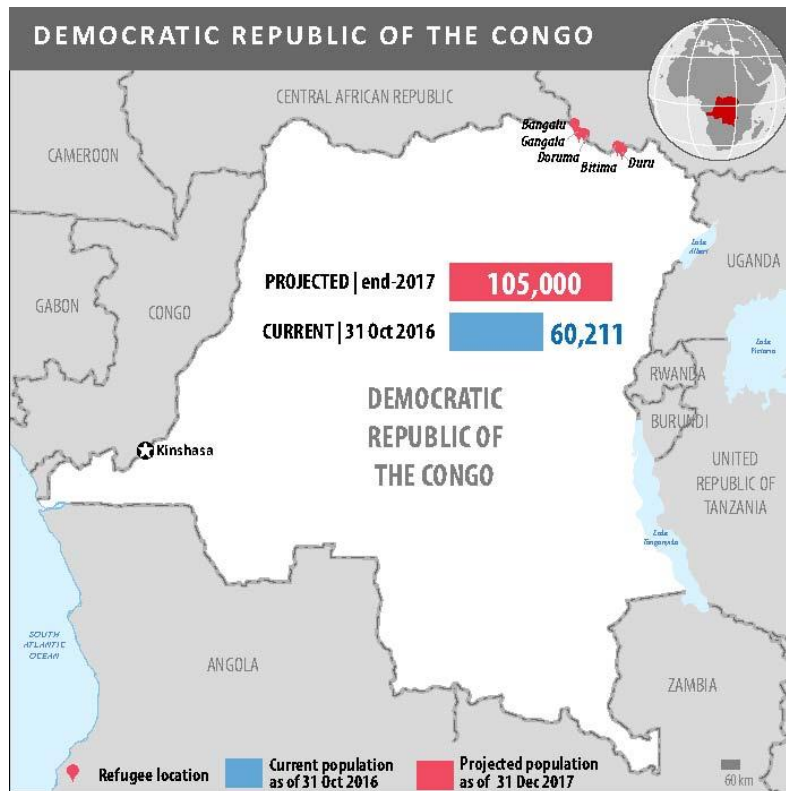 DEMOCRATIC REPUBLIC OF THE CONGO
CENTRAL AFRICAN REPUBLIC
CAMEROON
Bangalu
Gangala
Doruma
Bitima
Duru
Lake
Albert
UGANDA
PROJECTED | end-2017
105,000
GABON
CONGO
CURRENT | 31 Oct 2016
60,211
Lake
Victoria
RWANDA
DEMOCRATIC
REPUBLIC OF
THE CONGO
BURUNDI
Kinshasa
UNITED
REPUBLIC OF
TANZANIA
Lake
Tanganyika
SOUTH
ATLANTIC
OCEAN
ANGOLA
ZAMBIA
Refugee location
Current population
as of 31 Oct 2016
Projected population
as of 31 Dec 2017
60 km